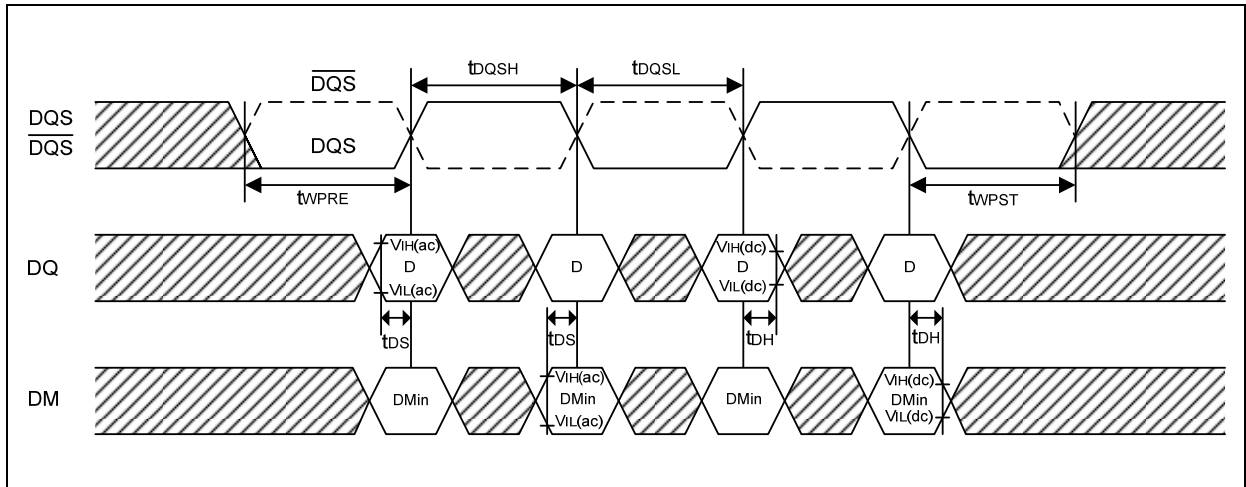 tDQSH
tDQSL
DQS
DQS
DQS
DQS
tWPRE
tWPST
DQ
VIH(ac)
D
VIL(ac)
D
VIH(dc)
D
VIL(dc)
D
tDS
tDS
tDH
tDH
DM
DMin
VIH(ac)
DMin
VIL(ac)
DMin
VIH(dc)
DMin
VIL(dc)